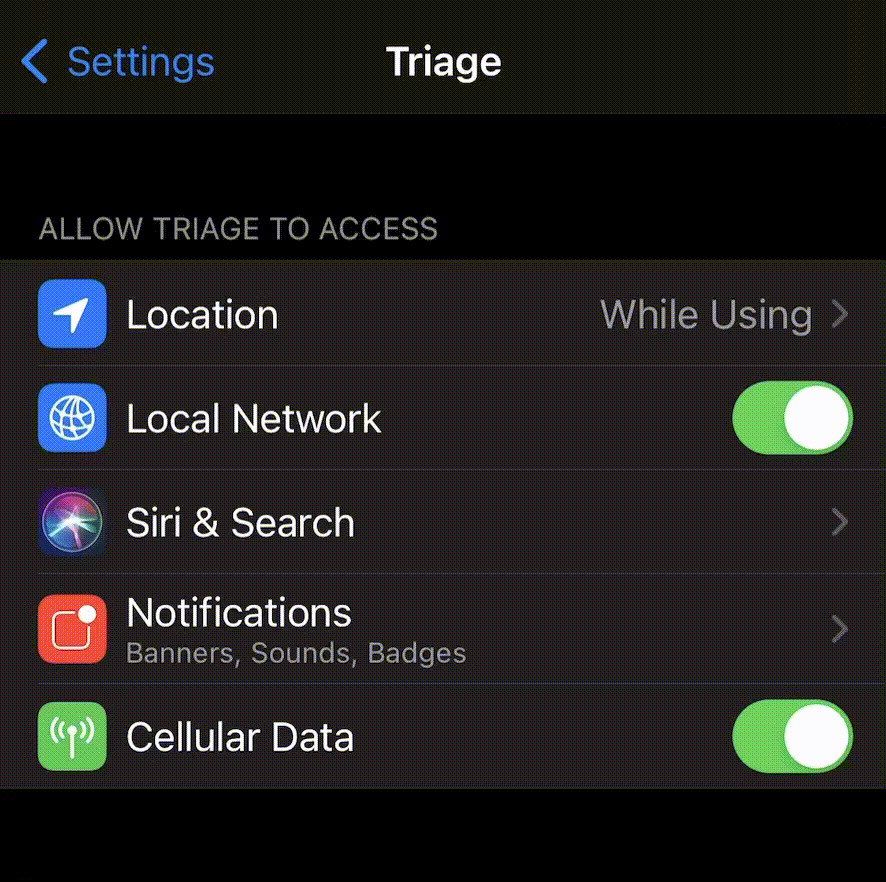 Settings
Triage
ALLOW TRIAGE TO ACCESS
Location
While Using
Local Network
Siri & Search
Notifications
Banners, Sounds, Badges
Cellular Data